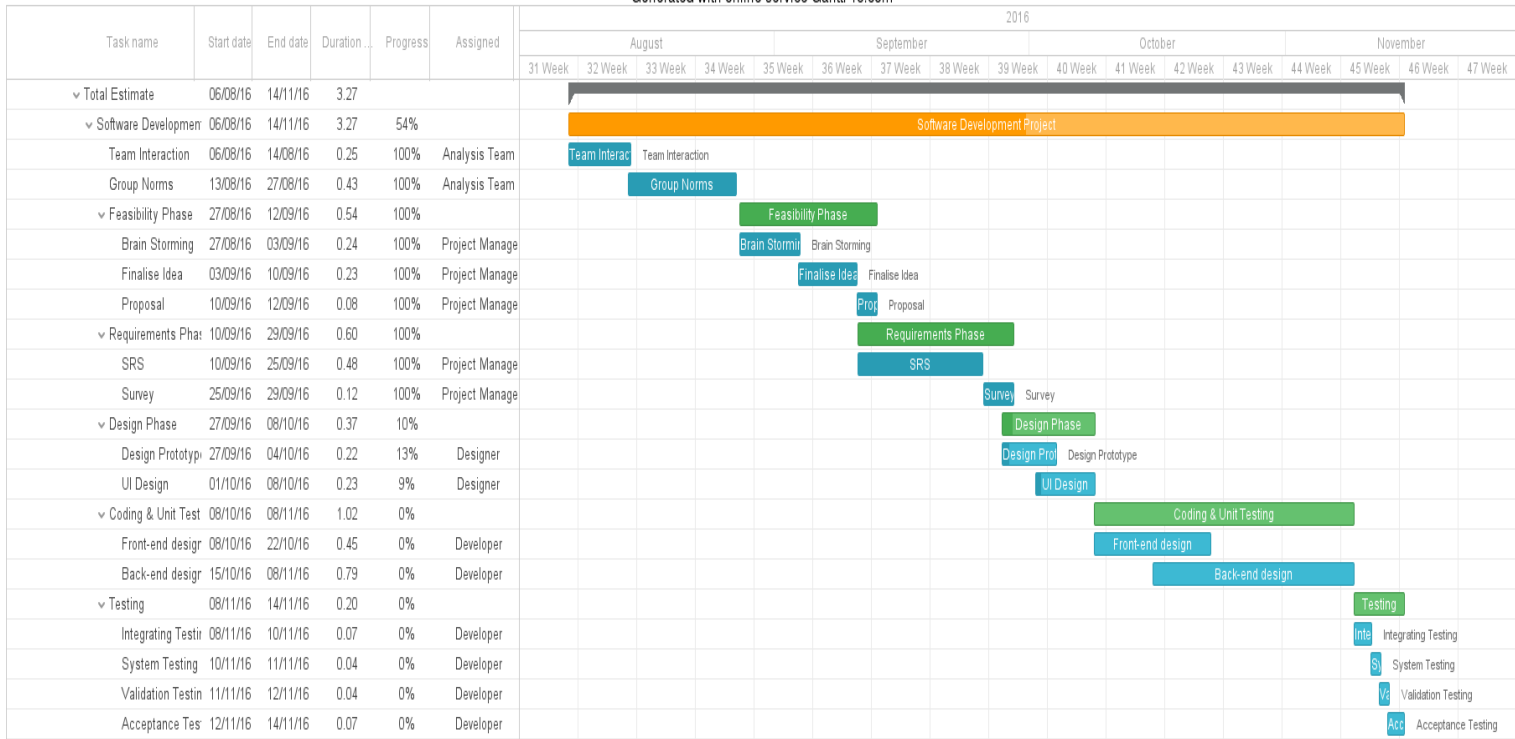 Generated with online service Gantt-Pro.com
2016
Task name Start date End date Duration ... Progress Assigned August September October November
31 Week 32 Week 33 Week 34 Week 35 Week 36 Week 37 Week 38 Week 39 Week 40 Week 41 Week 42 Week 43 Week 44 Week 45 Week 46 Week 47 Week
Total Estimate 06/08/16 14/11/16 3.27
Software Developmen 06/08/16 14/11/16 3.27 54% Software Development Project
Team Interaction 06/08/16 14/08/16 0.25 100% Analysis Team Team Interac Team Interaction
Group Norms 13/08/16 27/08/16 0.43 100% Analysis Team Group Norms
Feasibility Phase 27/08/16 12/09/16 0.54 100% Feasibility Phase
Brain Storming 27/08/16 03/09/16 0.24 100% Project Manage Brain Stormin Brain Storming
Finalise Idea 03/09/16 10/09/16 0.23 100% Project Manage Finalise Idea Finalise Idea
Proposal 10/09/16 12/09/16 0.08 100% Project Manage Prop Proposal
Requirements Phas 10/09/16 29/09/16 0.60 100% Requirements Phase
SRS 10/09/16 25/09/16 0.48 100% Project Manage SRS
Survey 25/09/16 29/09/16 0.12 100% Project Manage Survey Survey
Design Phase 27/09/16 08/10/16 0.37 10% Design Phase
Design Prototyp 27/09/16 04/10/16 0.22 13% Designer Design Prot Design Prototype
UI Design 01/10/16 08/10/16 0.23 9% Designer UI Design
Coding & Unit Test 08/10/16 08/11/16 1.02 0% Coding & Unit Testing
Front-end design 08/10/16 22/10/16 0.45 0% Developer Front-end design
Back-end design 15/10/16 08/11/16 0.79 0% Developer Back-end design
Testing 08/11/16 14/11/16 0.20 0% Testing
Integrating Testin 08/11/16 10/11/16 0.07 0% Developer Inte Integrating Testing
System Testing 10/11/16 11/11/16 0.04 0% Developer Sy System Testing
Validation Testin 11/11/16 12/11/16 0.04 0% Developer Va Validation Testing
Acceptance Tes 12/11/16 14/11/16 0.07 0% Developer Acc Acceptance Testing